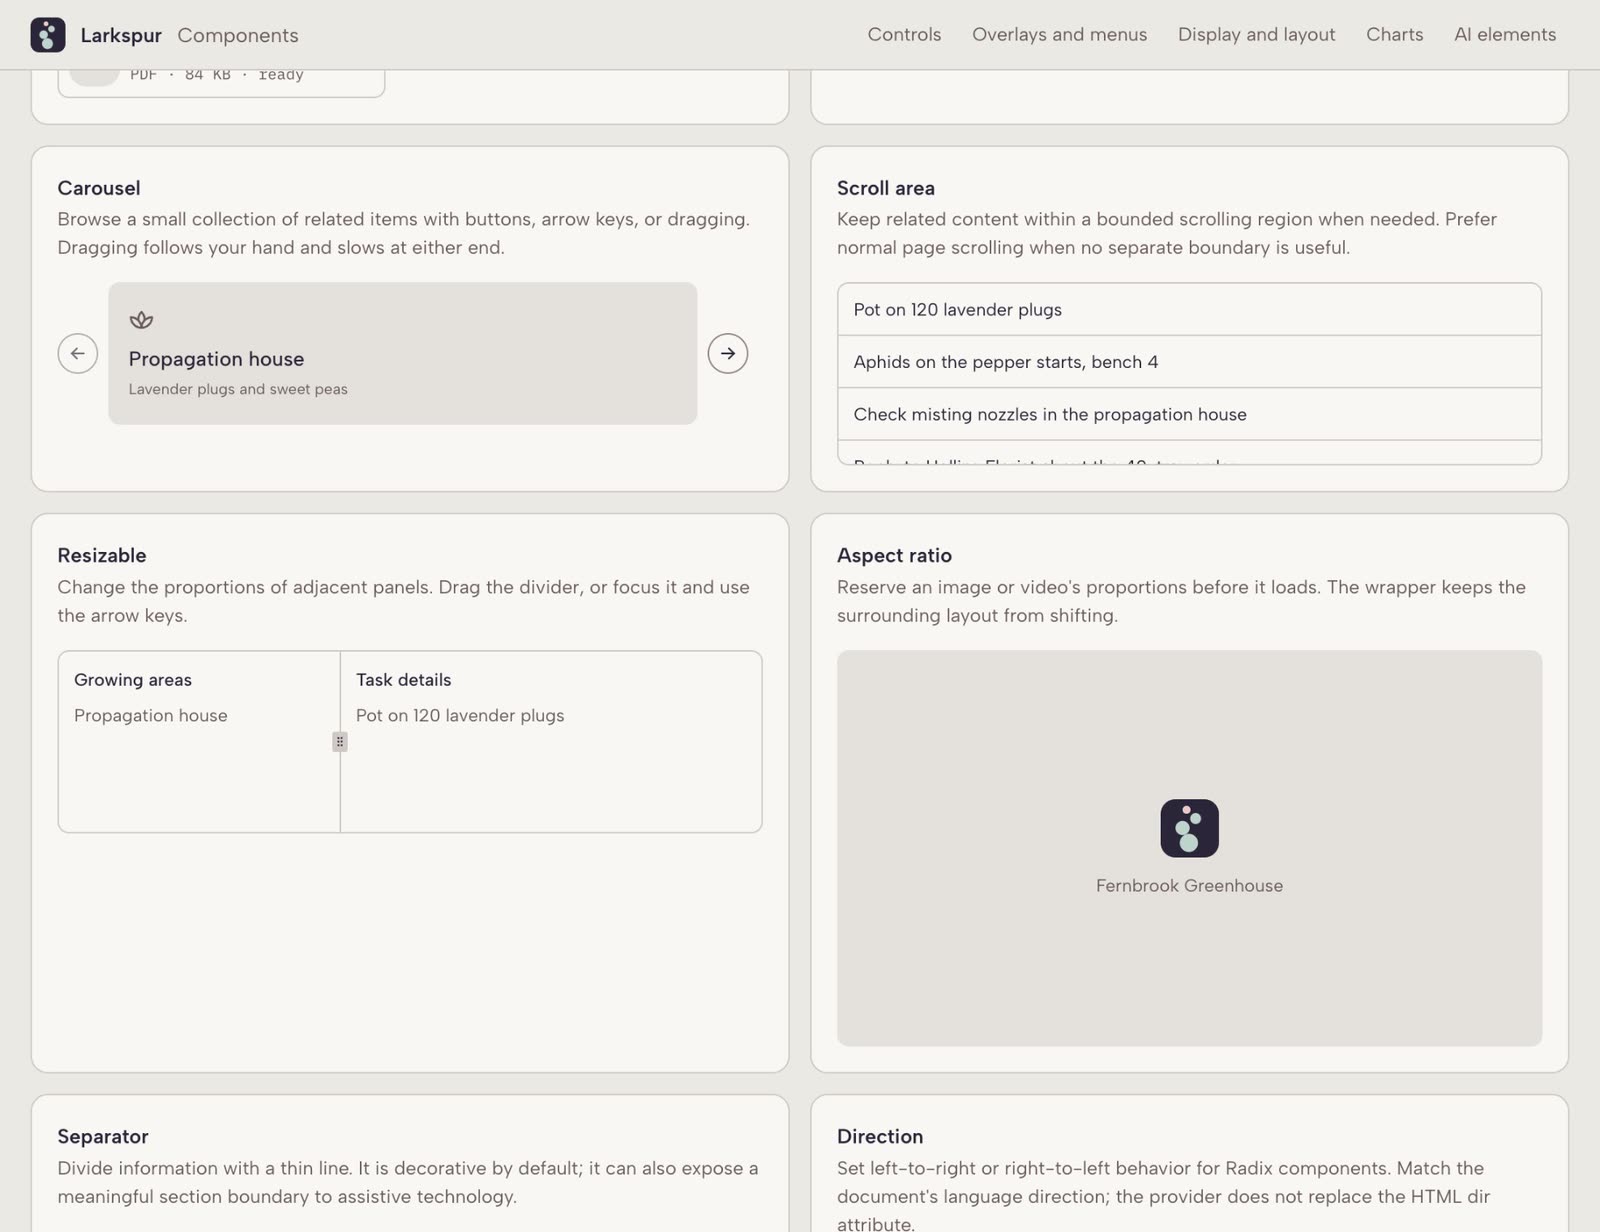 Larkspur Components
Controls
Overlays and menus
Display and layout
Charts
AI elements
PDF · 84 KB · ready
Carousel
Browse a small collection of related items with buttons, arrow keys, or dragging.
Dragging follows your hand and slows at either end.
Propagation house
Lavender plugs and sweet peas
Scroll area
Keep related content within a bounded scrolling region when needed. Prefer
normal page scrolling when no separate boundary is useful.
Pot on 120 lavender plugs
Aphids on the pepper starts, bench 4
Check misting nozzles in the propagation house
Resizable
Change the proportions of adjacent panels. Drag the divider, or focus it and use
the arrow keys.
Growing areas
Propagation house
Task details
Pot on 120 lavender plugs
Aspect ratio
Reserve an image or video's proportions before it loads. The wrapper keeps the
surrounding layout from shifting.
Fernbrook Greenhouse
Separator
Divide information with a thin line. It is decorative by default; it can also expose a
meaningful section boundary to assistive technology.
Direction
Set left-to-right or right-to-left behavior for Radix components. Match the
document's language direction; the provider does not replace the HTML dir
attribute.